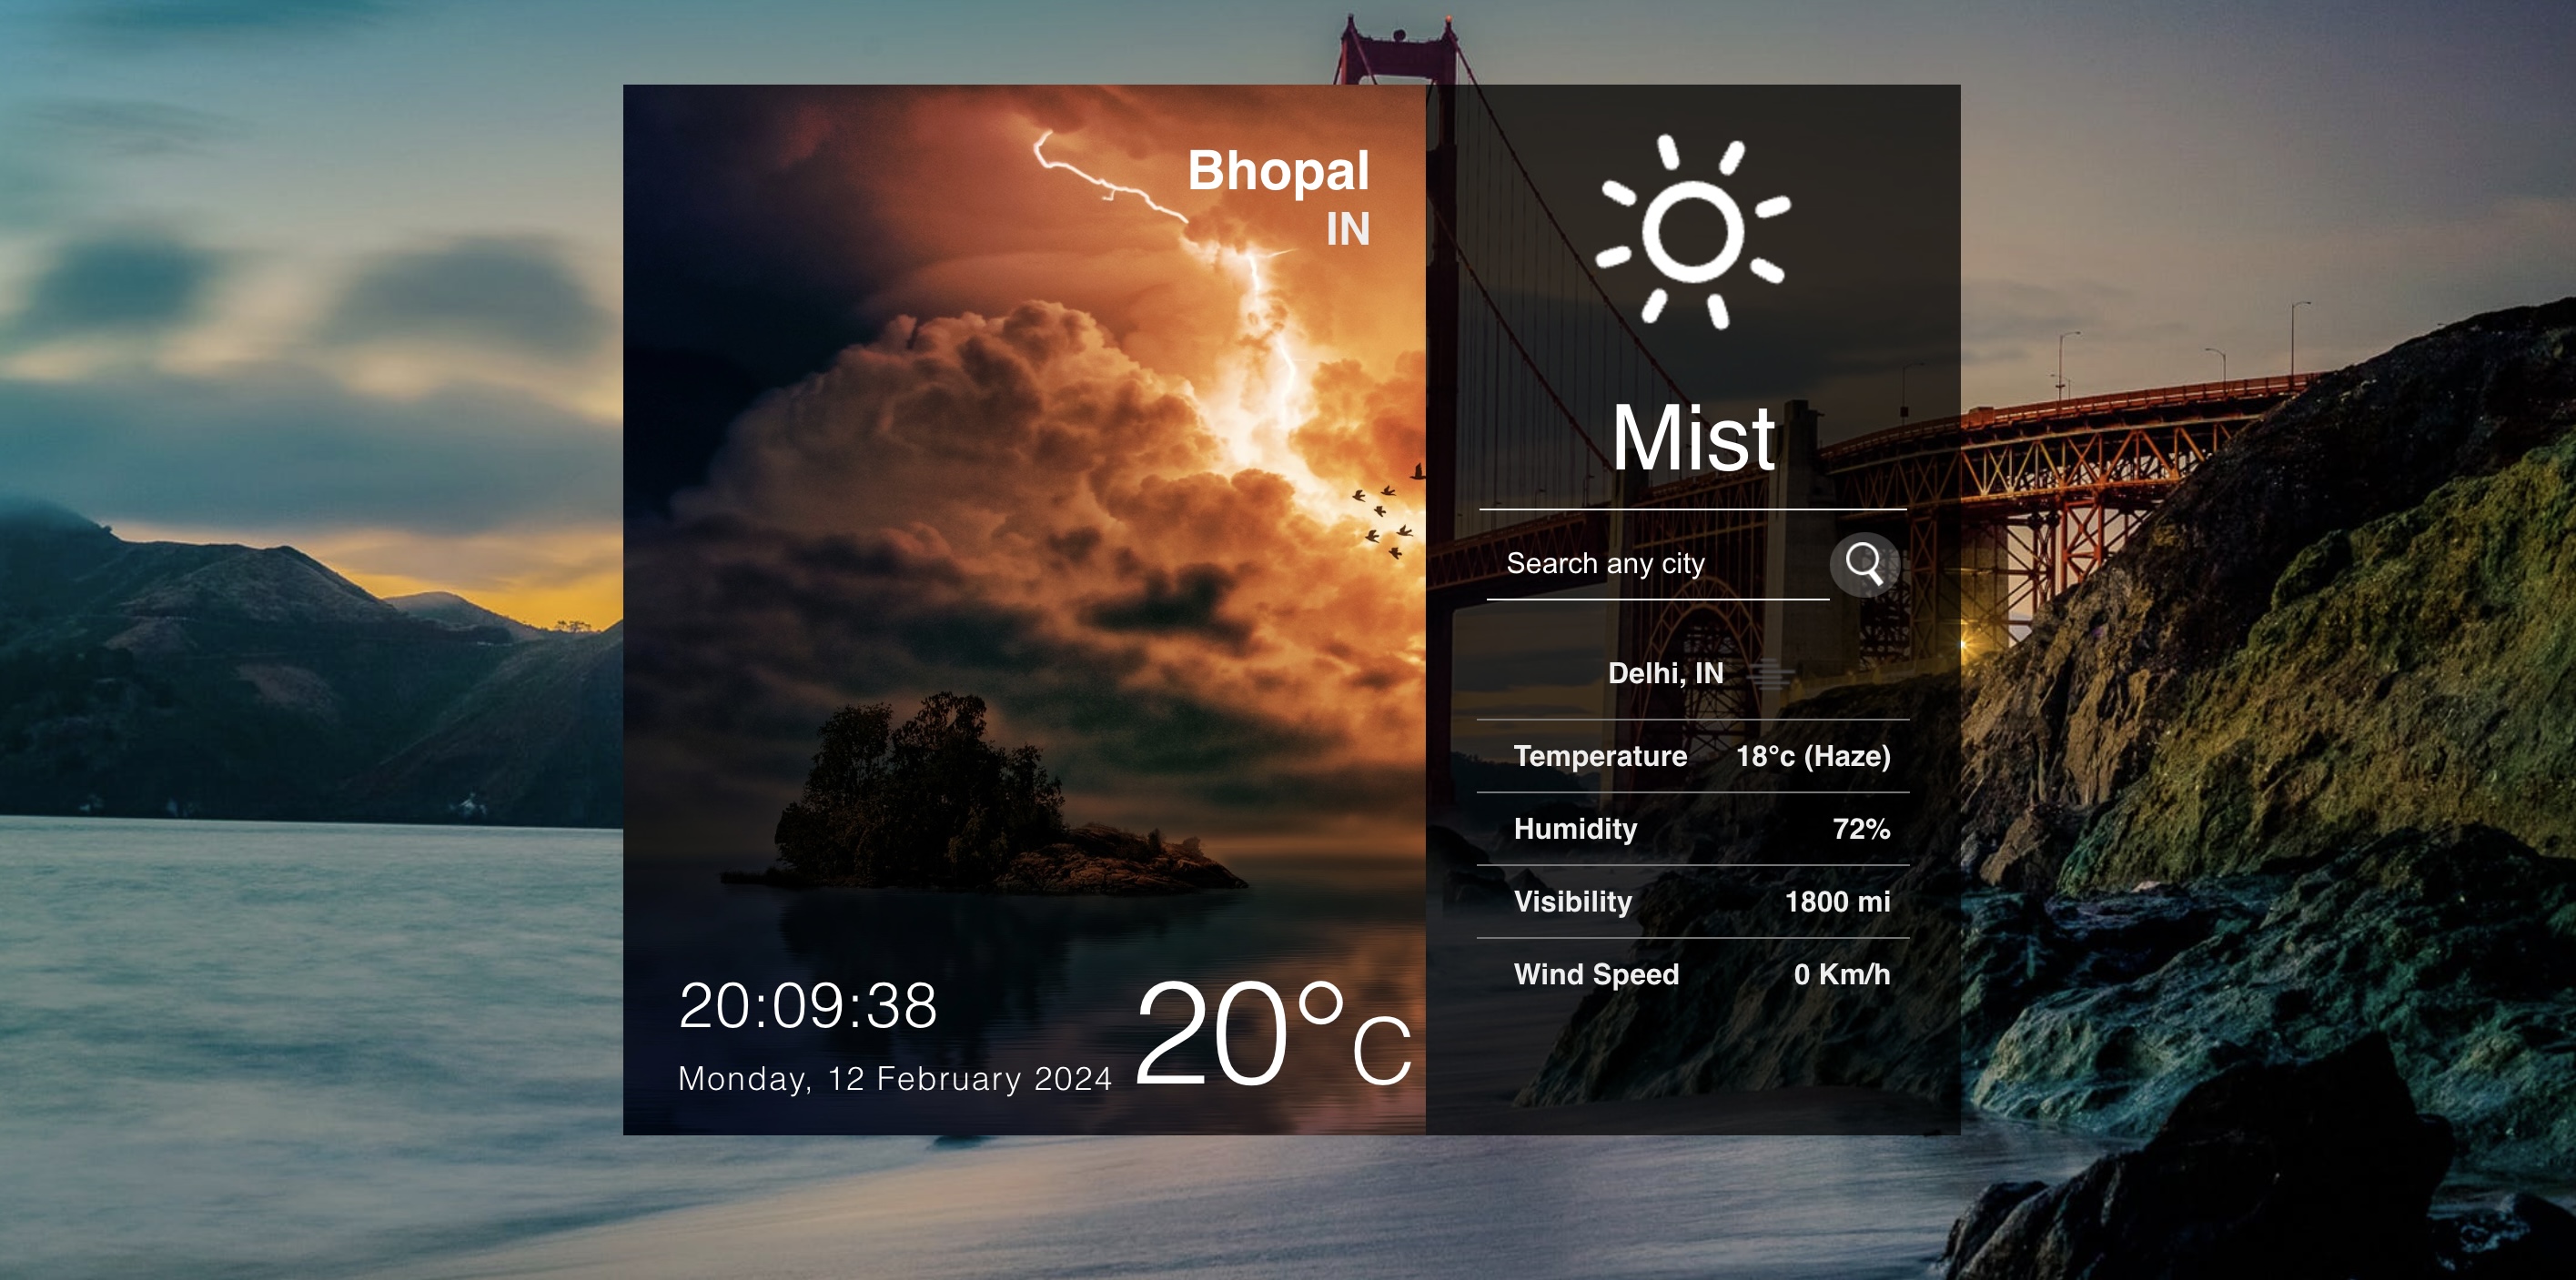 Bhopal
IN
20:09:38
Monday, 12 February 2024
20°C
Mist
Search any city
Delhi, IN
Temperature 18°c (Haze)
Humidity 72%
Visibility 1800 mi
Wind Speed 0 Km/h